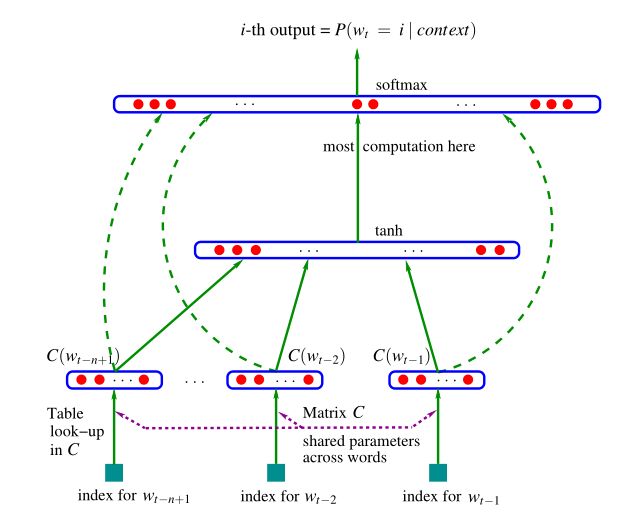 i-th output = P(w_t = i | context)
softmax
. . .
. . .
most computation here
tanh
. . .
. . .
C(w_{t−n+1})
C(w_{t−2})
C(w_{t−1})
. . .
. . .
. . .
. . .
Table
look−up
in C
Matrix C
shared parameters
across words
index for w_{t−n+1}
index for w_{t−2}
index for w_{t−1}